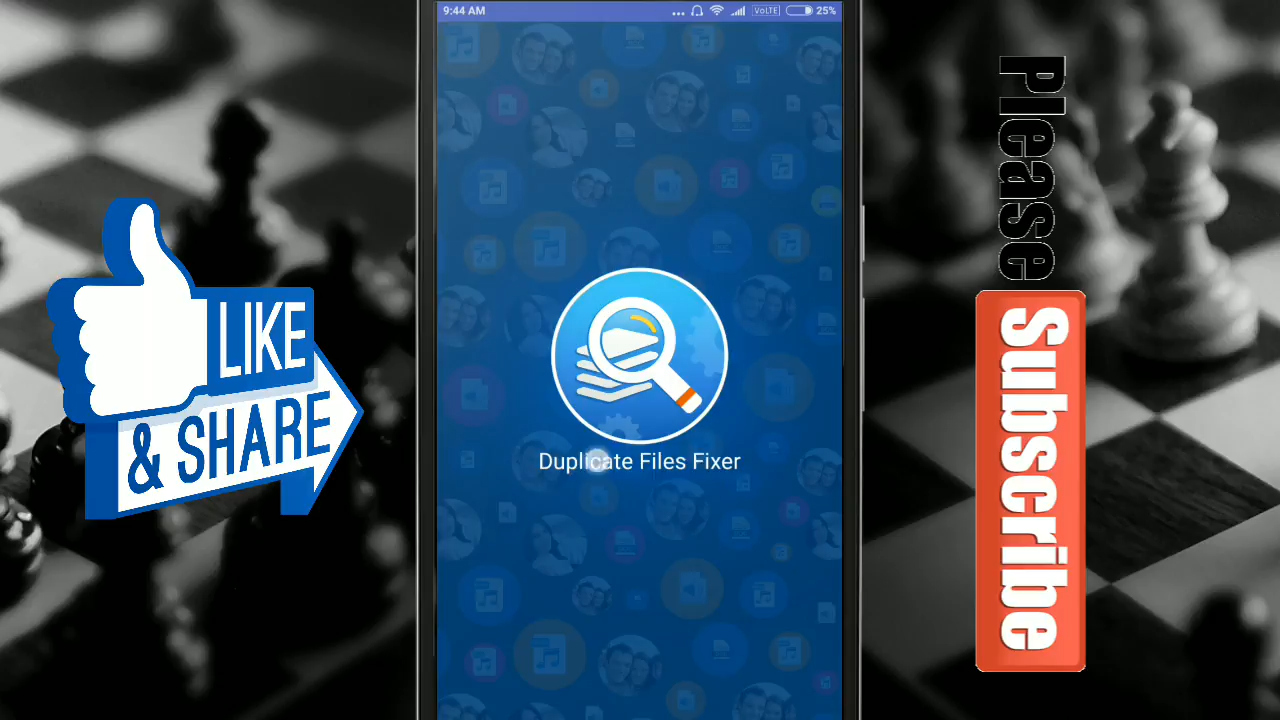 9:44 AM
VoLTE
25%
LIKE
& SHARE
Duplicate Files Fixer
Please
Subscribe